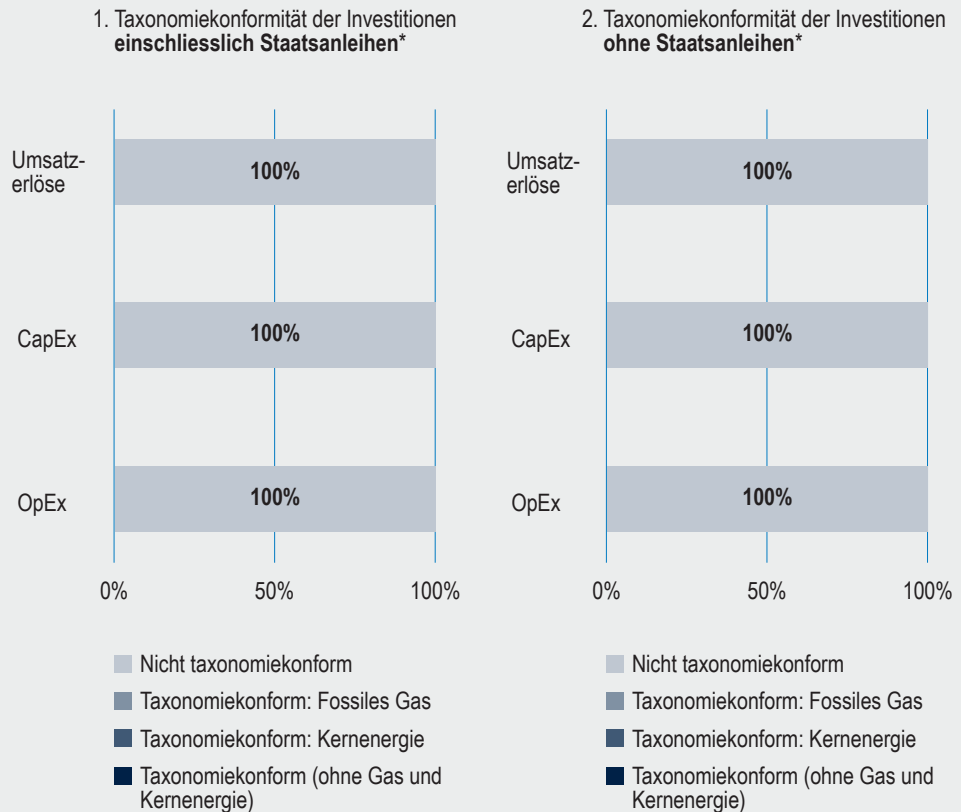 1. Taxonomiekonformität der Investitionen
einschliesslich Staatsanleihen*
Umsatz-
erlöse
100%
CapEx
100%
OpEx
100%
0%
50%
100%
Nicht taxonomiekonform
Taxonomiekonform: Fossiles Gas
Taxonomiekonform: Kernenergie
Taxonomiekonform (ohne Gas und
Kernenergie)
2. Taxonomiekonformität der Investitionen
ohne Staatsanleihen*
Umsatz-
erlöse
100%
CapEx
100%
OpEx
100%
0%
50%
100%
Nicht taxonomiekonform
Taxonomiekonform: Fossiles Gas
Taxonomiekonform: Kernenergie
Taxonomiekonform (ohne Gas und
Kernenergie)